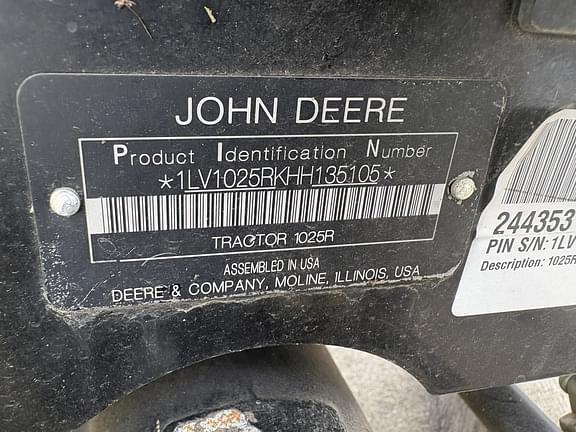 JOHN DEERE
Product Identification Number
*1LV1025RKHH135105*
TRACTOR 1025R
ASSEMBLED IN USA
DEERE & COMPANY, MOLINE, ILLINOIS, USA
244353
PIN S/N: 1LV
Description: 1025R